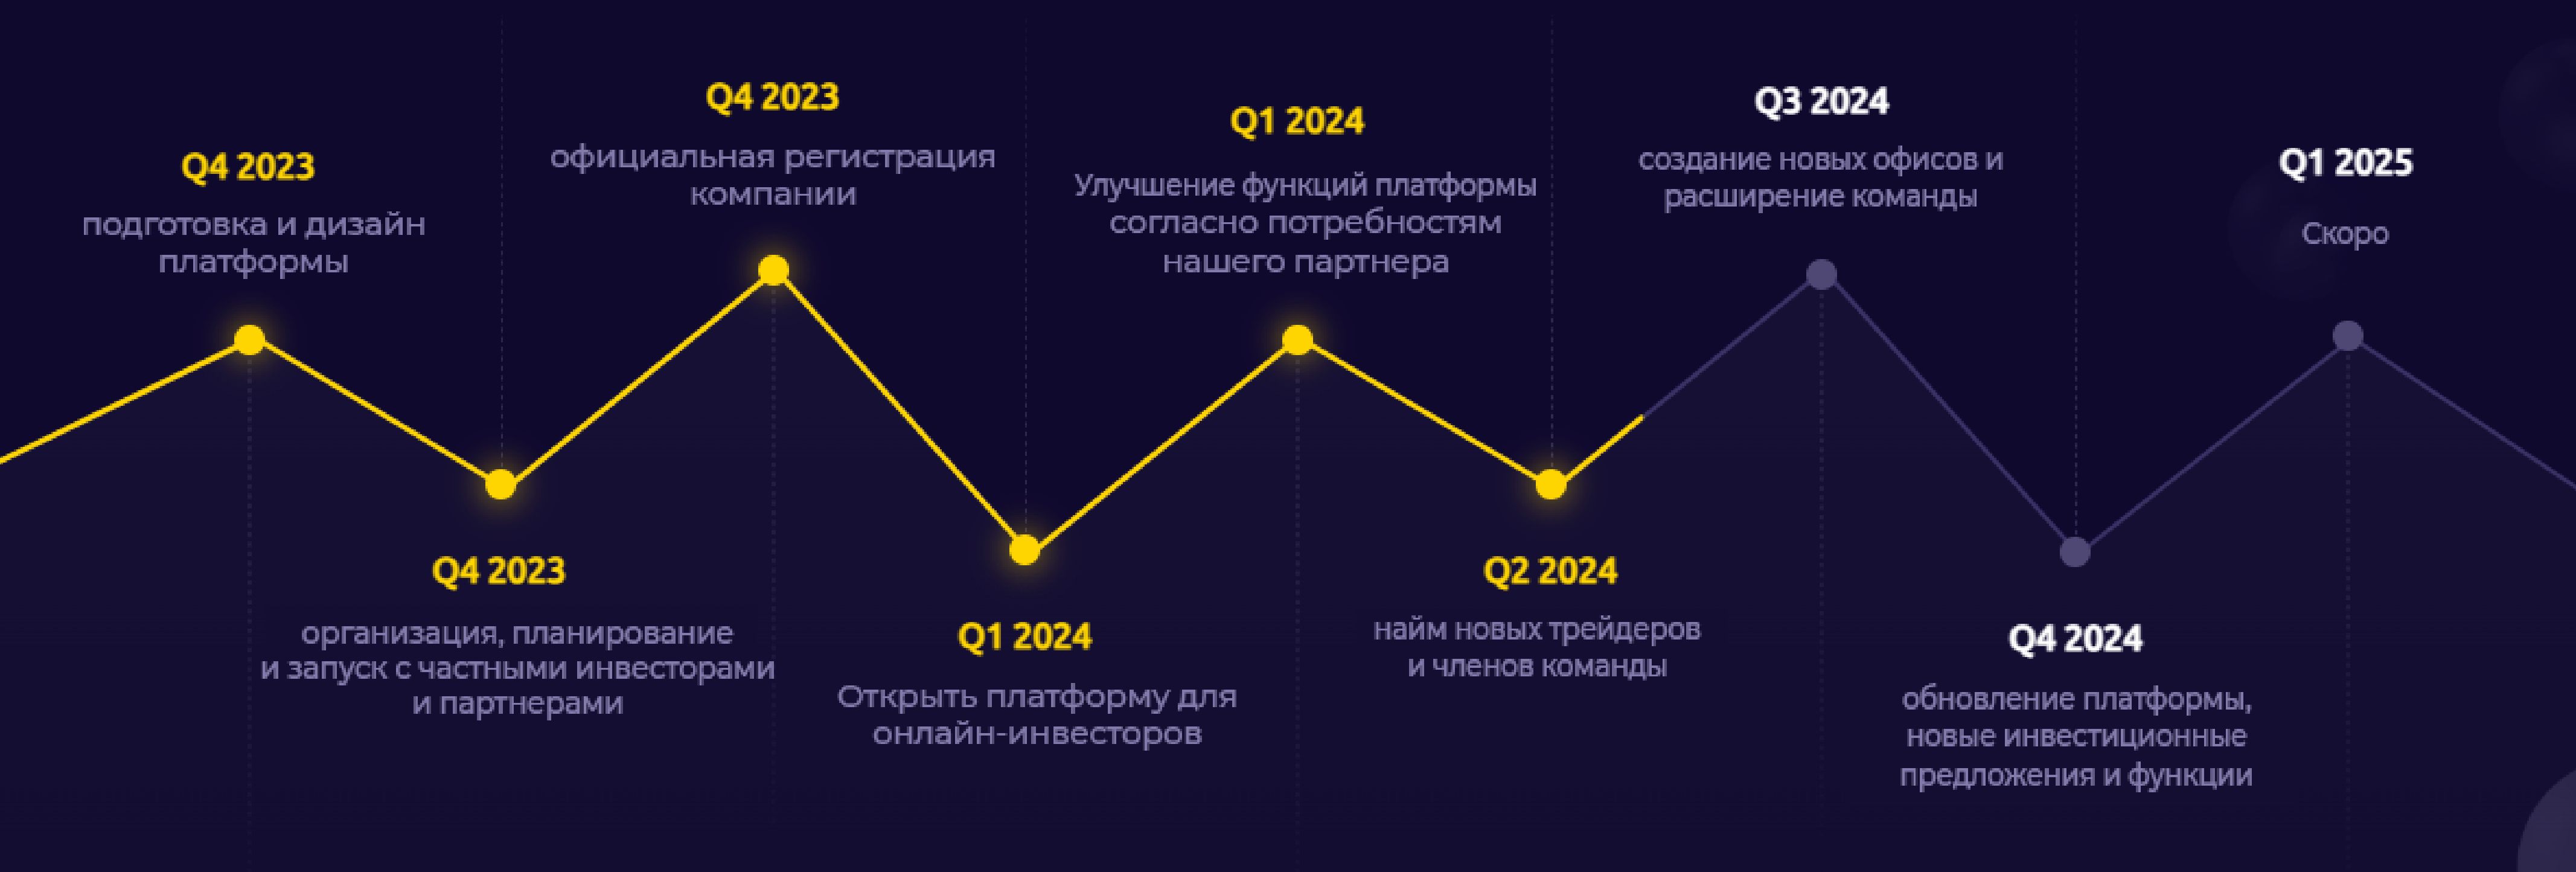 Q4 2023
подготовка и дизайн
платформы
Q4 2023
организация, планирование
и запуск с частными инвесторами
и партнерами
Q4 2023
официальная регистрация
компании
Q1 2024
Открыть платформу для
онлайн-инвесторов
Q1 2024
Улучшение функций платформы
согласно потребностям
нашего партнера
Q2 2024
найм новых трейдеров
и членов команды
Q3 2024
создание новых офисов и
расширение команды
Q4 2024
обновление платформы,
новые инвестиционные
предложения и функции
Q1 2025
Скоро